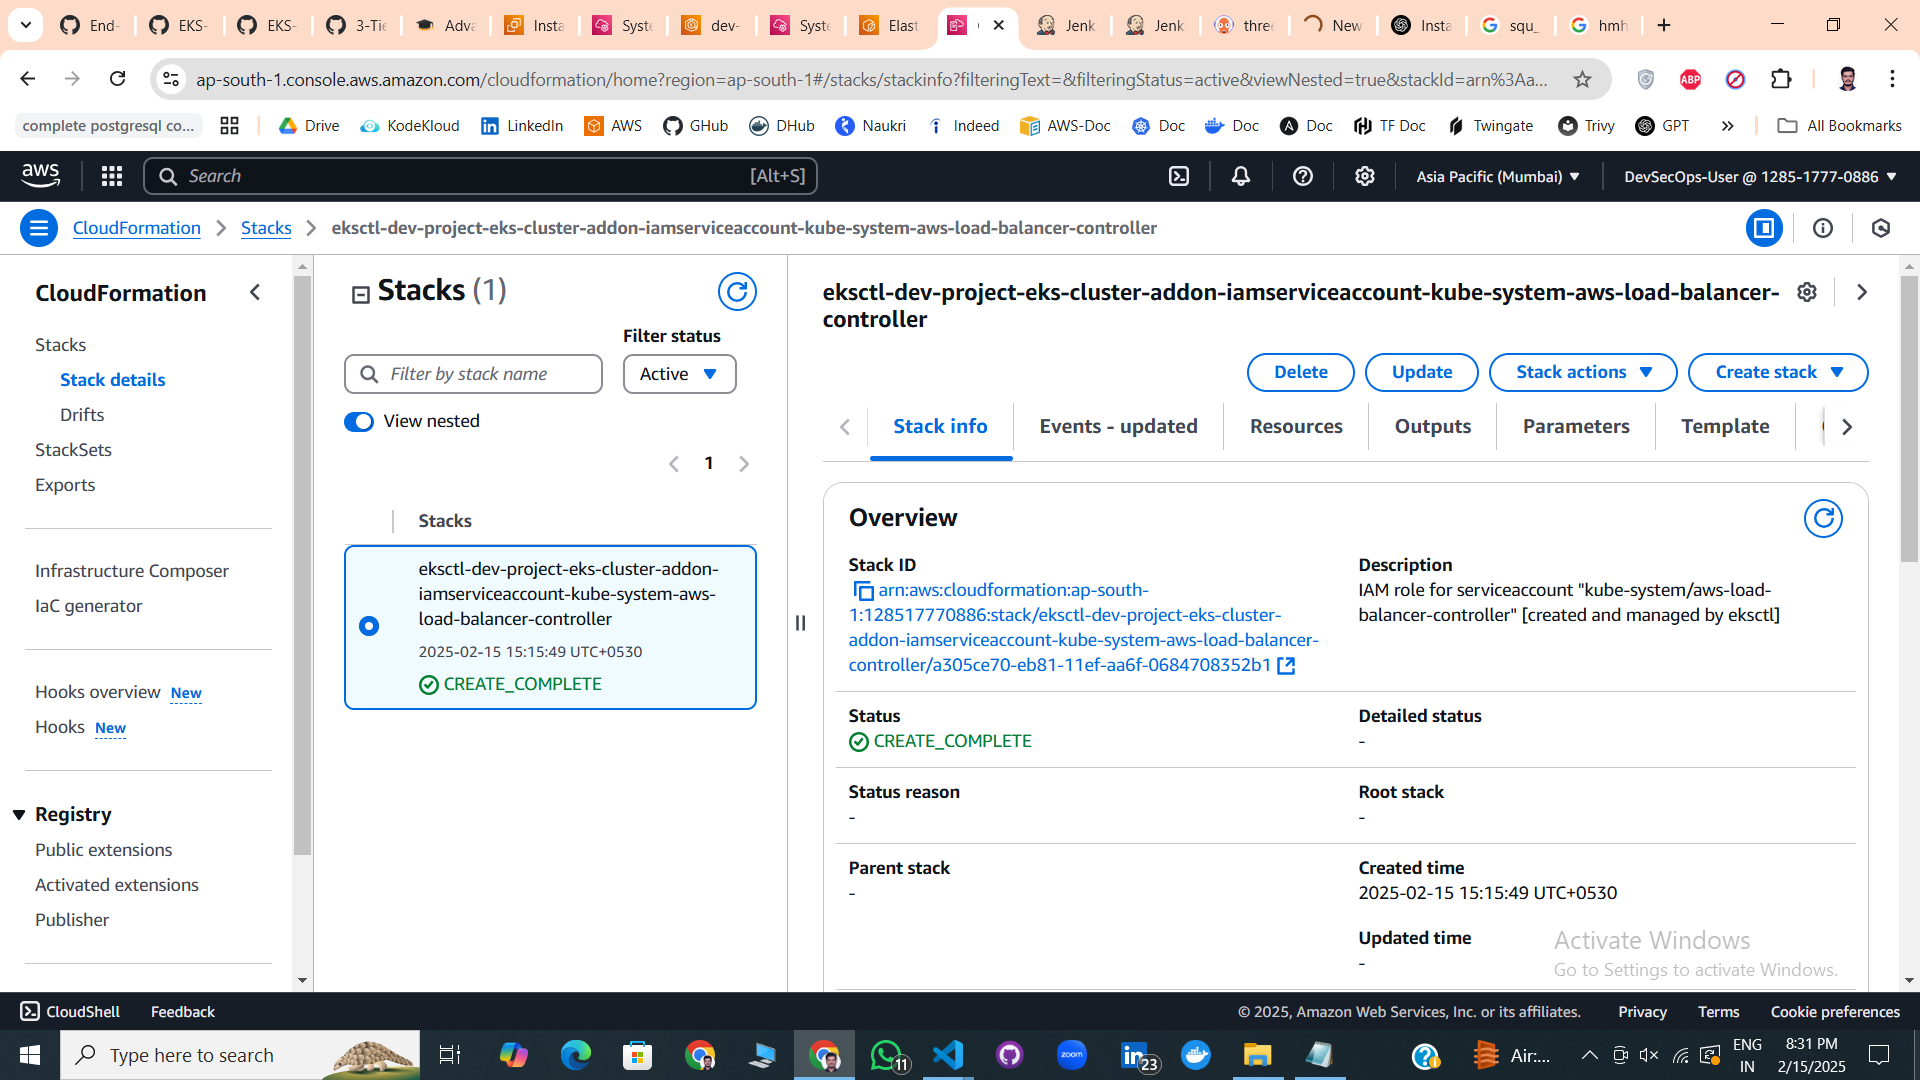 End-
EKS-
EKS-
3-Tie
Adva
Insta
Syste
dev-
Syste
Elast
Jenk
Jenk
three
New
Insta
squ_
hmh
ap-south-1.console.aws.amazon.com/cloudformation/home?region=ap-south-1#/stacks/stackinfo?filteringText=&filteringStatus=active&viewNested=true&stackId=arn%3Aa...
ABP
complete postgresql co...
Drive
KodeKloud
LinkedIn
AWS
GHub
DHub
Naukri
Indeed
AWS-Doc
Doc
Doc
Doc
TF Doc
Twingate
Trivy
GPT
All Bookmarks
aws
Search
[Alt+S]
Asia Pacific (Mumbai)
DevSecOps-User @ 1285-1777-0886
CloudFormation
Stacks
eksctl-dev-project-eks-cluster-addon-iamserviceaccount-kube-system-aws-load-balancer-controller
CloudFormation
Stacks
Stack details
Drifts
StackSets
Exports
Infrastructure Composer
IaC generator
Hooks overview New
Hooks New
Registry
Public extensions
Activated extensions
Publisher
Stacks (1)
Filter status
Filter by stack name
Active
View nested
1
Stacks
eksctl-dev-project-eks-cluster-addon-
iamserviceaccount-kube-system-aws-
load-balancer-controller
2025-02-15 15:15:49 UTC+0530
CREATE_COMPLETE
eksctl-dev-project-eks-cluster-addon-iamserviceaccount-kube-system-aws-load-balancer-
controller
Delete
Update
Stack actions
Create stack
Stack info
Events - updated
Resources
Outputs
Parameters
Template
Overview
Stack ID
arn:aws:cloudformation:ap-south-
1:128517770886:stack/eksctl-dev-project-eks-cluster-
addon-iamserviceaccount-kube-system-aws-load-balancer-
controller/a305ce70-eb81-11ef-aa6f-0684708352b1
Description
IAM role for serviceaccount "kube-system/aws-load-
balancer-controller" [created and managed by eksctl]
Status
CREATE_COMPLETE
Detailed status
-
Status reason
-
Root stack
-
Parent stack
-
Created time
2025-02-15 15:15:49 UTC+0530
Updated time
-
Activate Windows
Go to Settings to activate Windows.
CloudShell
Feedback
© 2025, Amazon Web Services, Inc. or its affiliates.
Privacy
Terms
Cookie preferences
Type here to search
11
zoom
23
Air:...
ENG
IN
8:31 PM
2/15/2025